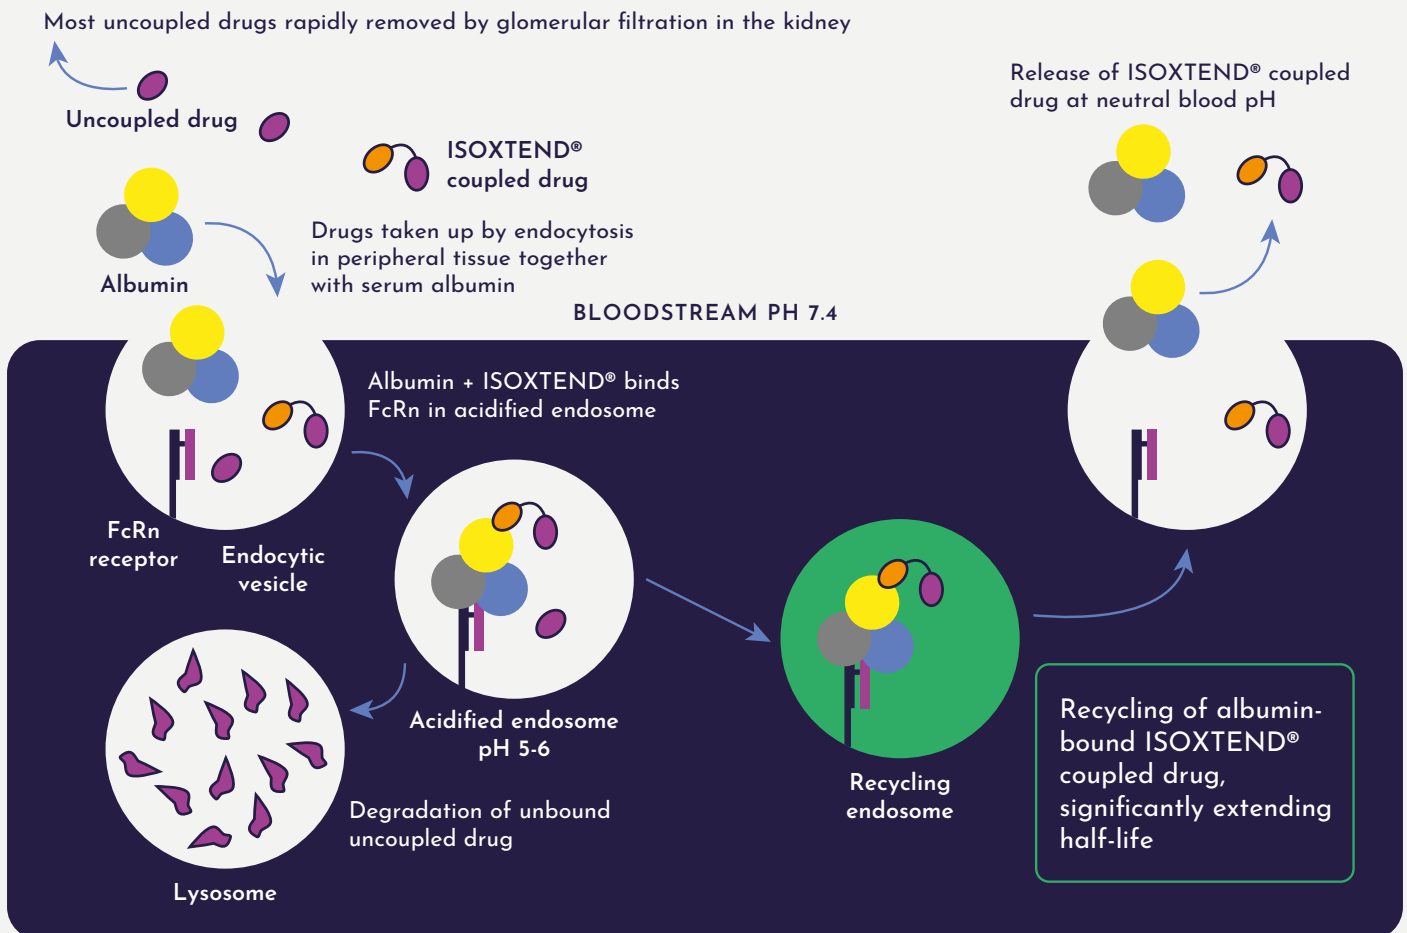 Most uncoupled drugs rapidly removed by glomerular filtration in the kidney
Uncoupled drug
ISOXTEND®
coupled drug
Albumin
Drugs taken up by endocytosis
in peripheral tissue together
with serum albumin
Release of ISOXTEND® coupled
drug at neutral blood pH
BLOODSTREAM PH 7.4
Albumin + ISOXTEND® binds
FcRn in acidified endosome
FcRn
receptor
Endocytic
vesicle
Acidified endosome
pH 5-6
Degradation of unbound
uncoupled drug
Lysosome
Recycling
endosome
Recycling of albumin-
bound ISOXTEND®
coupled drug,
significantly extending
half-life